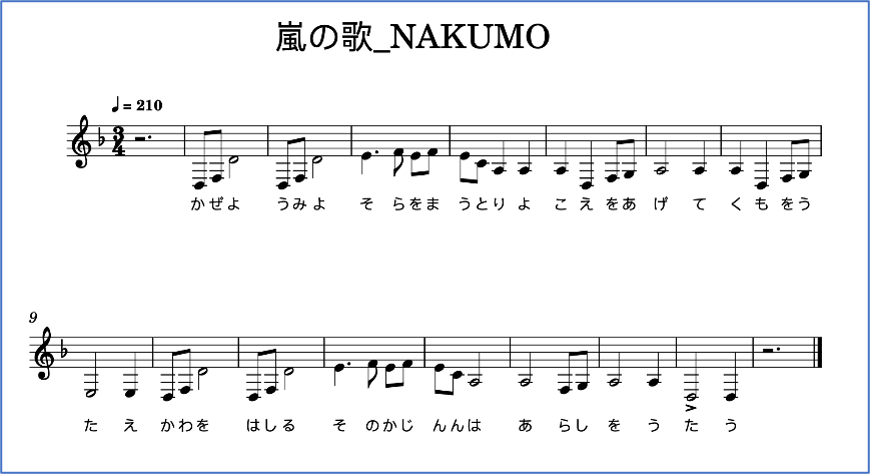 嵐の歌_NAKUMO
♩ = 210
3
4
かぜよ うみよ そ らをま うとり よ こ え をあ げ て く も をう
9
た え かわを はしる そ のかじ んんは あ らし を う た う